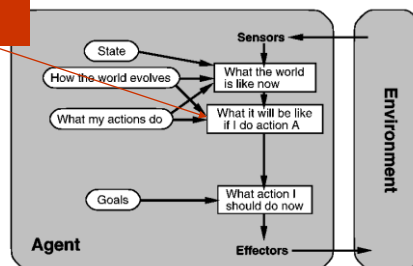 Sensors
State
How the world evolves
What the world
is like now
What my actions do
What it will be like
if I do action A
Goals
What action I
should do now
Agent
Effectors
Environment